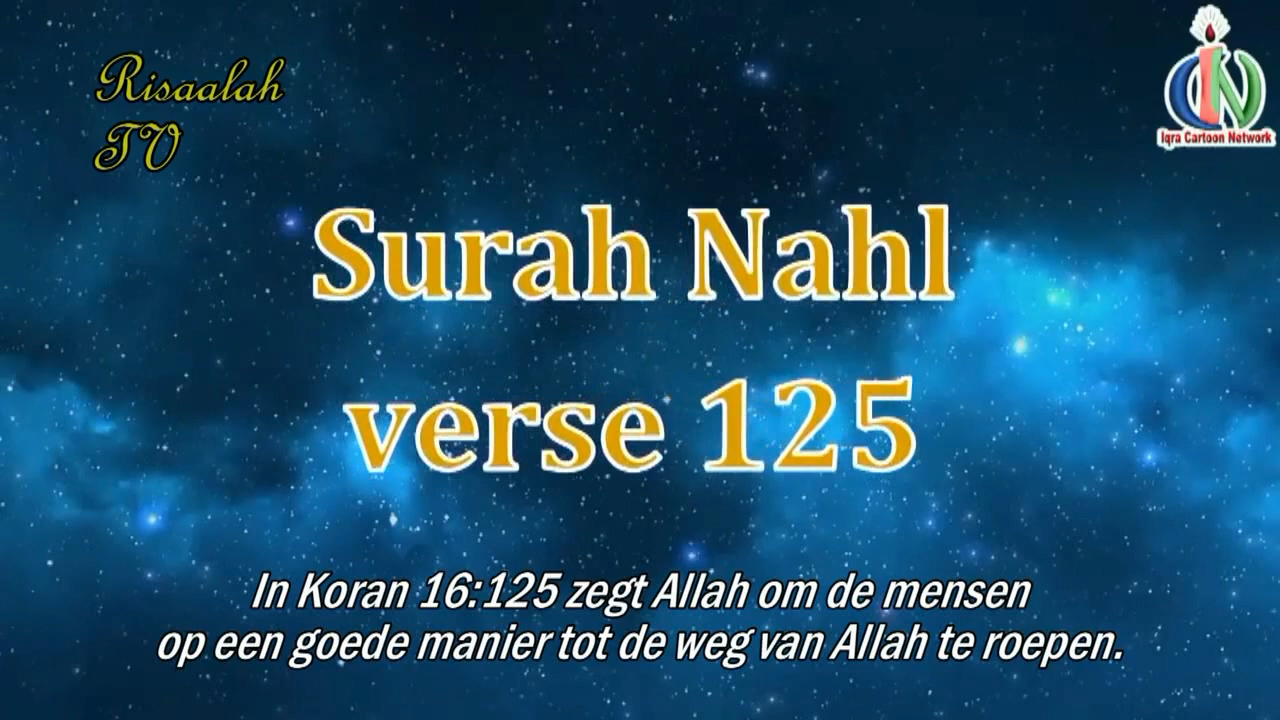 Risaalah
TV
Iqra Cartoon Network
Surah Nahl
verse 125
In Koran 16:125 zegt Allah om de mensen
op een goede manier tot de weg van Allah te roepen.